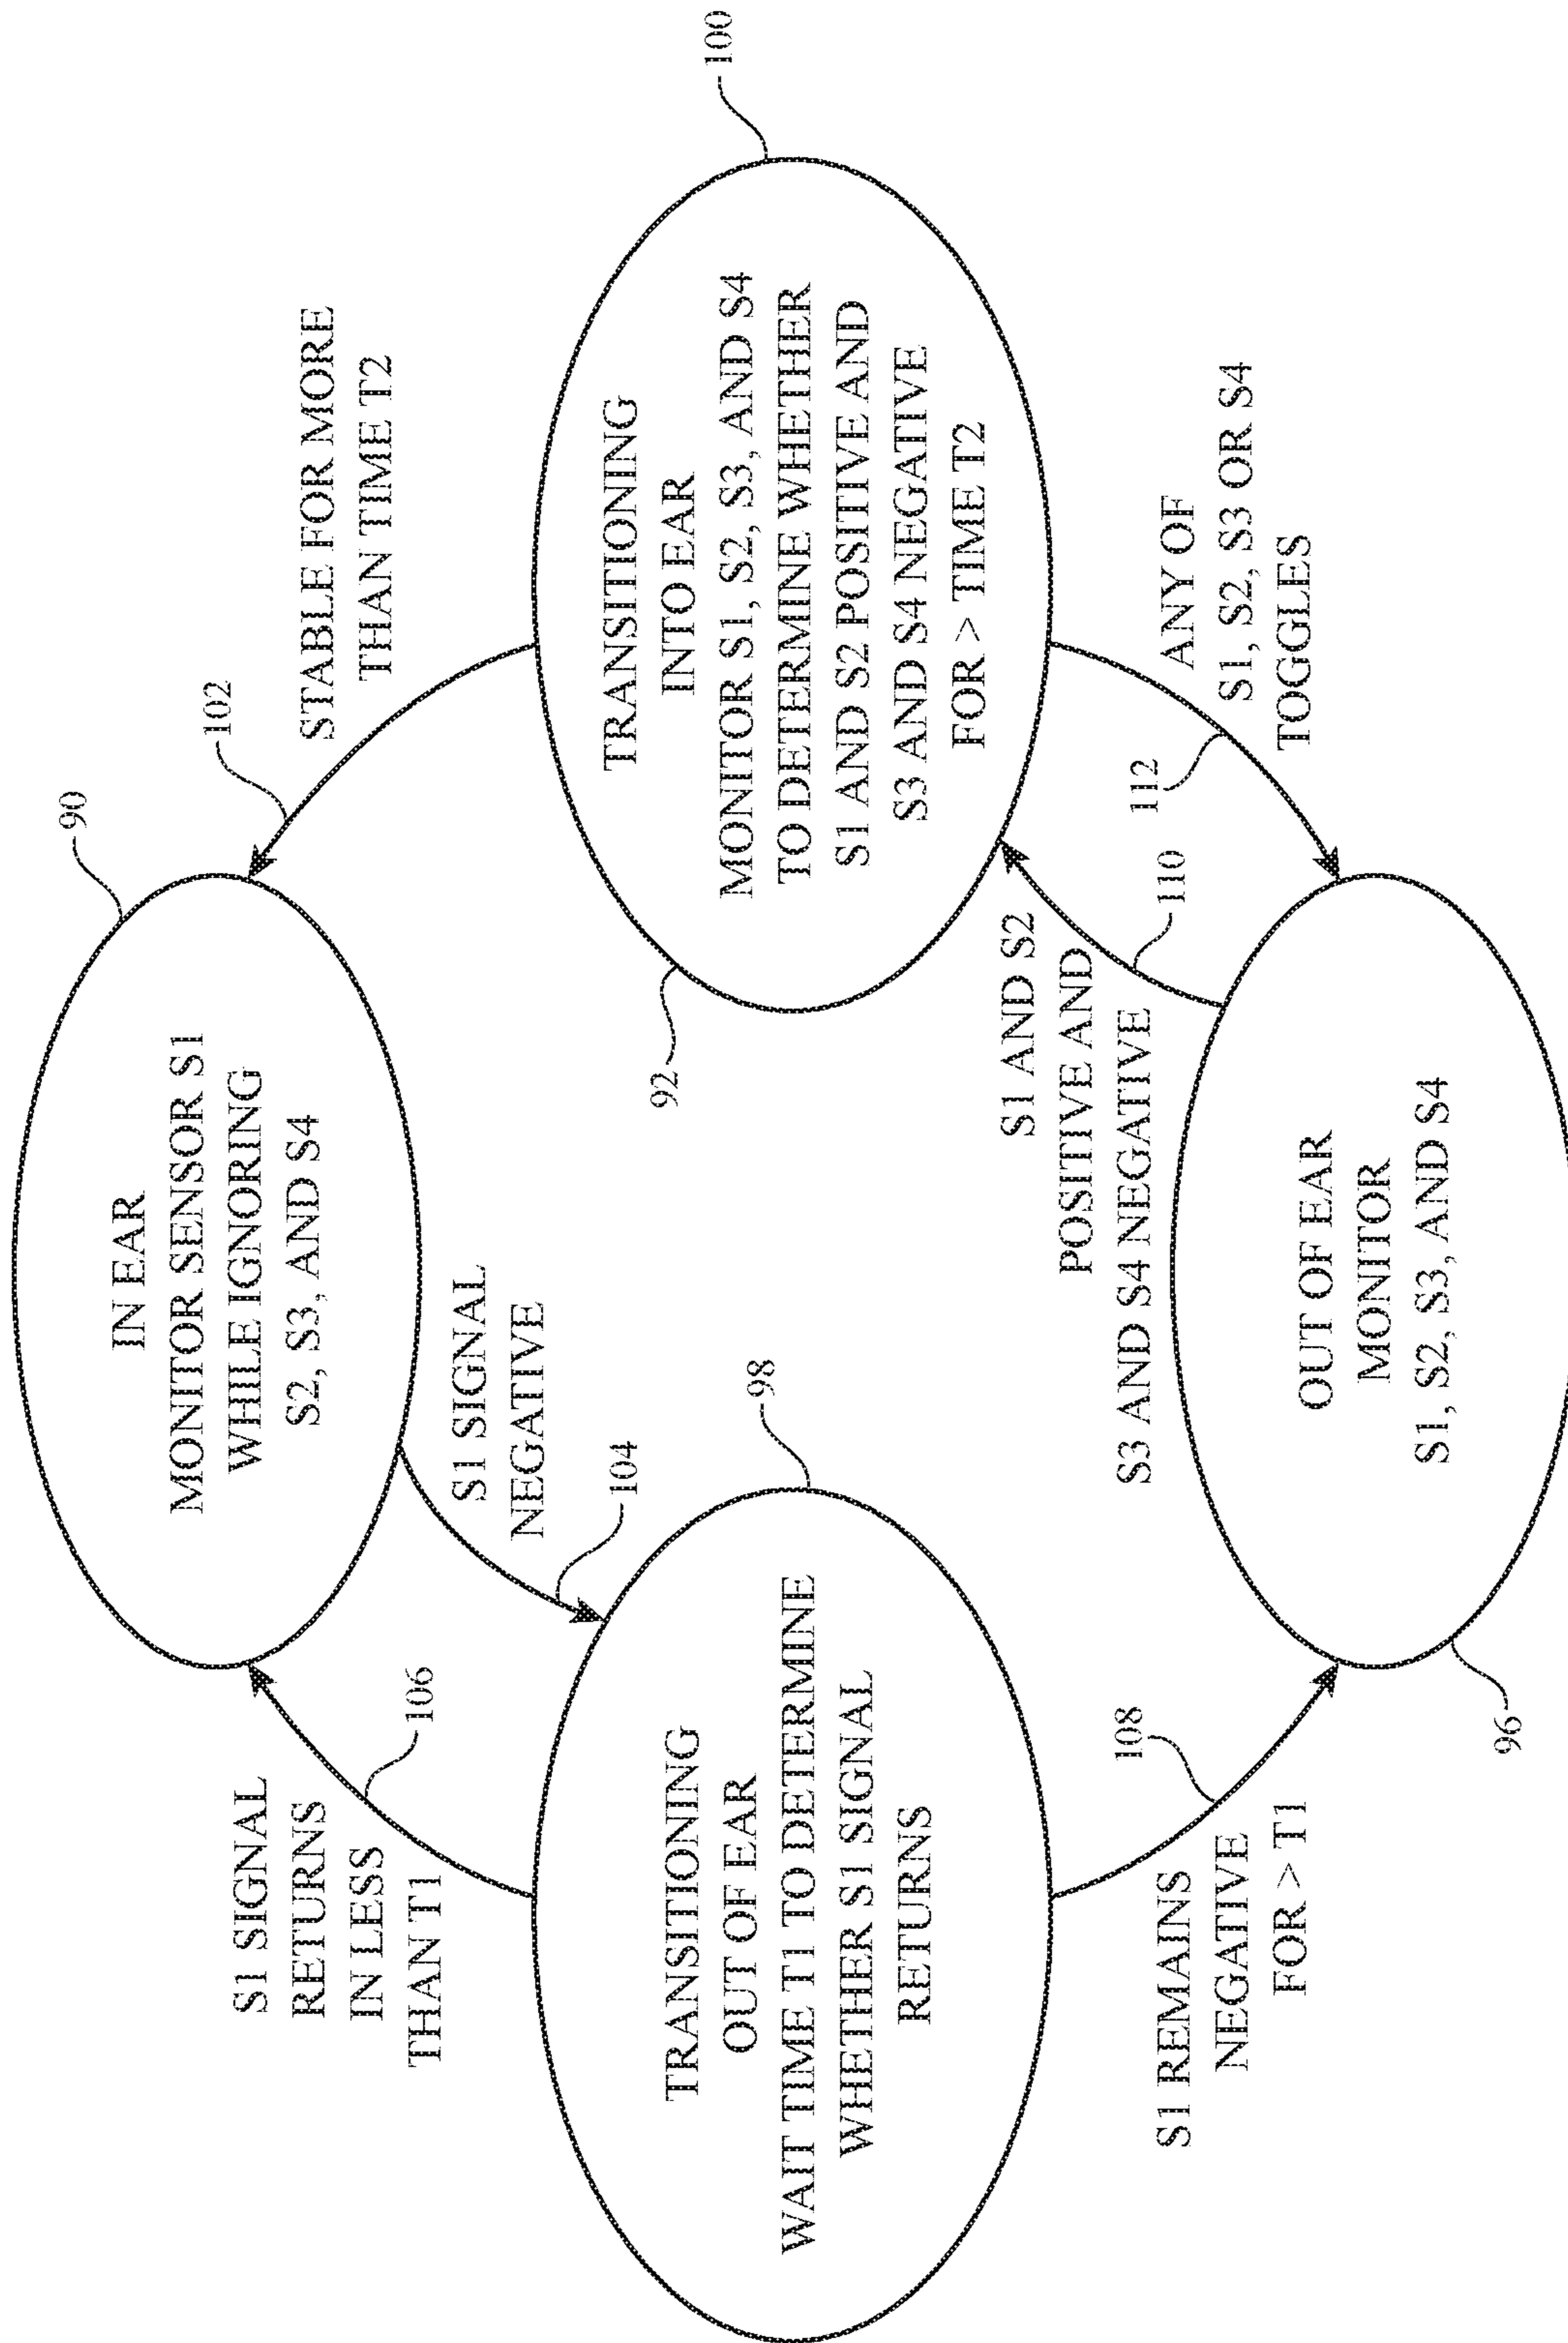 90
IN EAR
MONITOR SENSOR S1
WHILE IGNORING
S2, S3, AND S4
S1 SIGNAL
RETURNS
IN LESS
THAN T1
106
S1 SIGNAL
NEGATIVE
104
102
STABLE FOR MORE
THAN TIME T2
TRANSITIONING
OUT OF EAR
WAIT TIME T1 TO DETERMINE
WHETHER S1 SIGNAL
RETURNS
98
92
TRANSITIONING
INTO EAR
MONITOR S1, S2, S3, AND S4
TO DETERMINE WHETHER
S1 AND S2 POSITIVE AND
S3 AND S4 NEGATIVE
FOR > TIME T2
100
S1 REMAINS
NEGATIVE
FOR > T1
108
S1 AND S2
POSITIVE AND
S3 AND S4 NEGATIVE
110
112
ANY OF
S1, S2, S3 OR S4
TOGGLES
OUT OF EAR
MONITOR
S1, S2, S3, AND S4
96